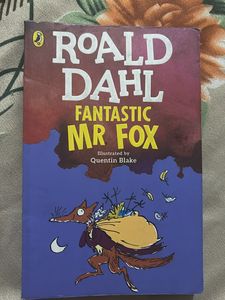 ROALD
DAHL
FANTASTIC
MR FOX
Illustrated by
Quentin Blake